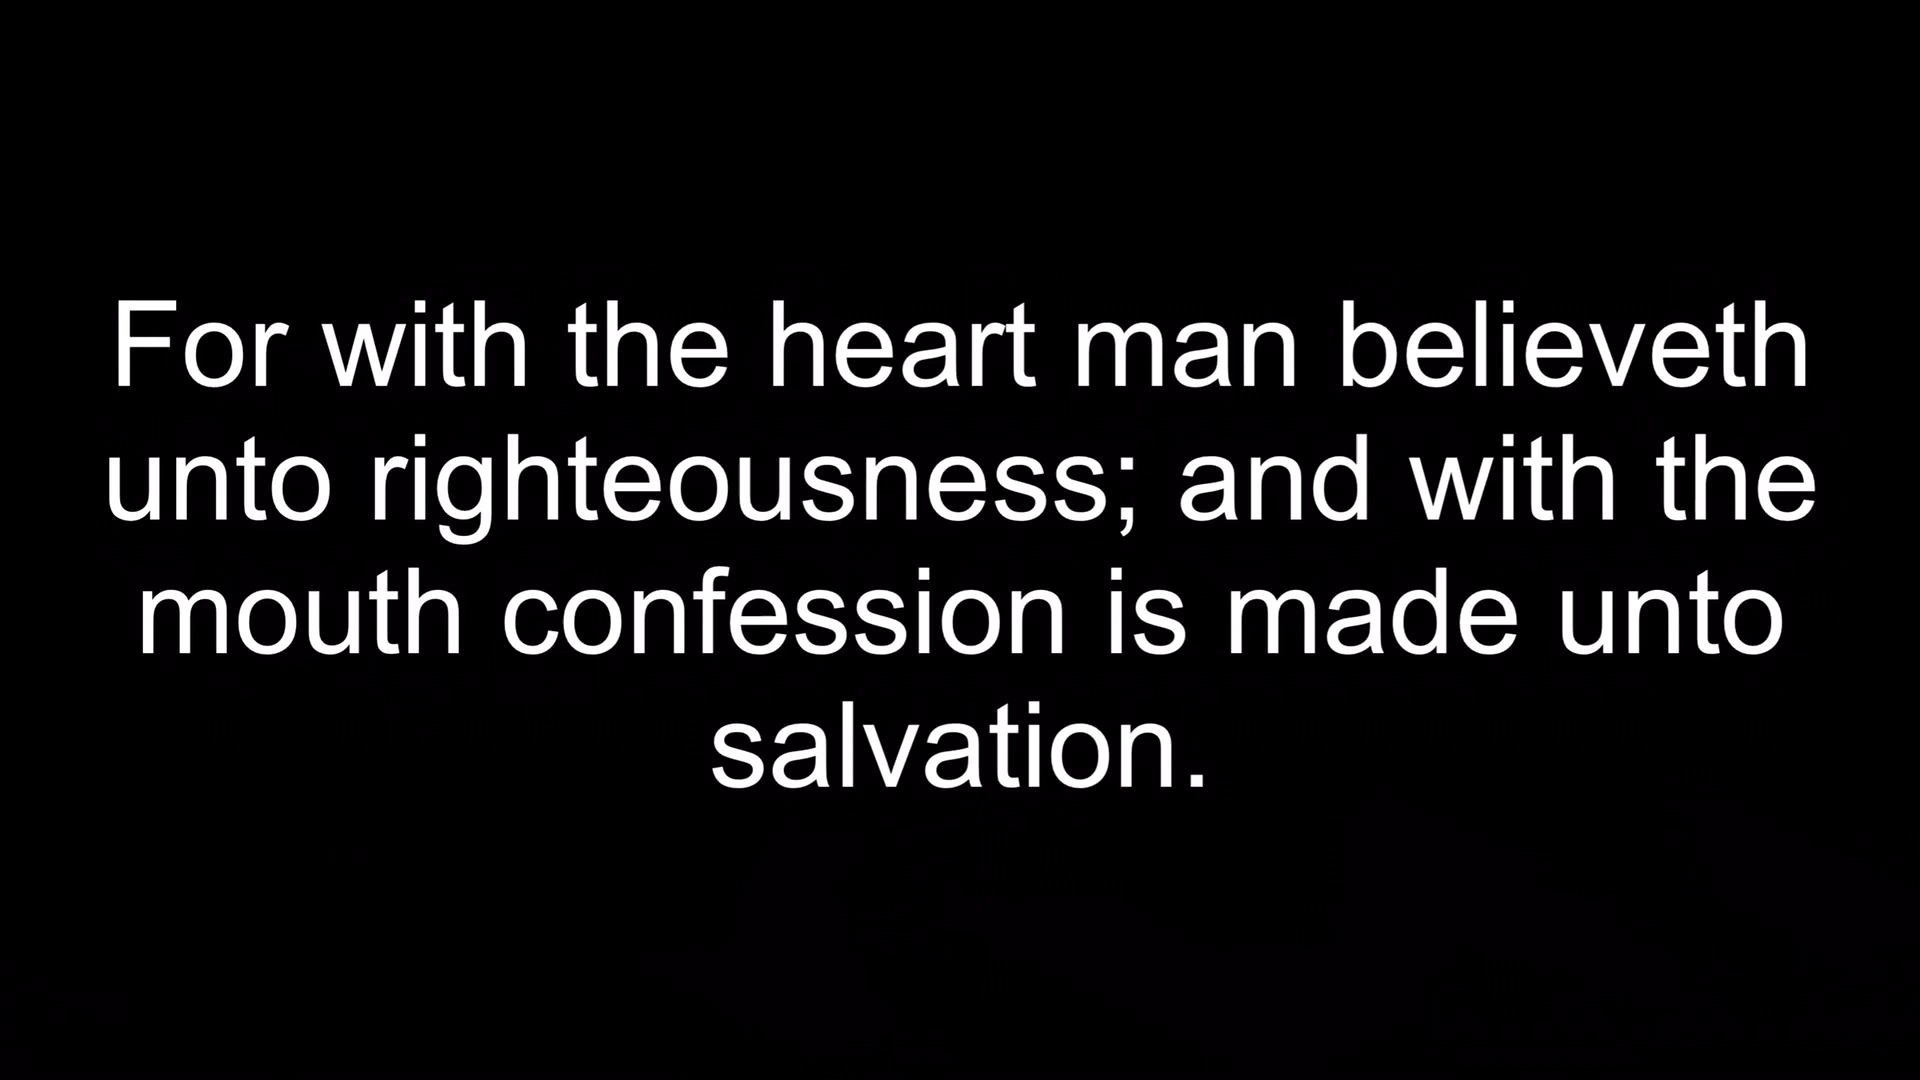 For with the heart man believeth
unto righteousness; and with the
mouth confession is made unto
salvation.